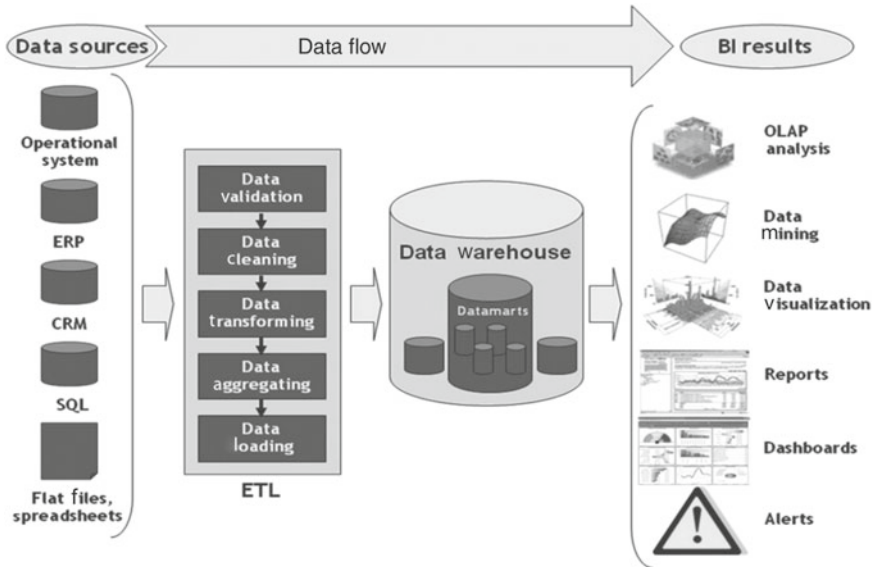 Data sources
Data flow
BI results
Operational
system
ERP
CRM
SQL
Flat files,
spreadsheets
Data
validation
Data
cleaning
Data
transforming
Data
aggregating
Data
loading
ETL
Data warehouse
Datamarts
OLAP
analysis
Data
mining
Data
visualization
Reports
Dashboards
Alerts